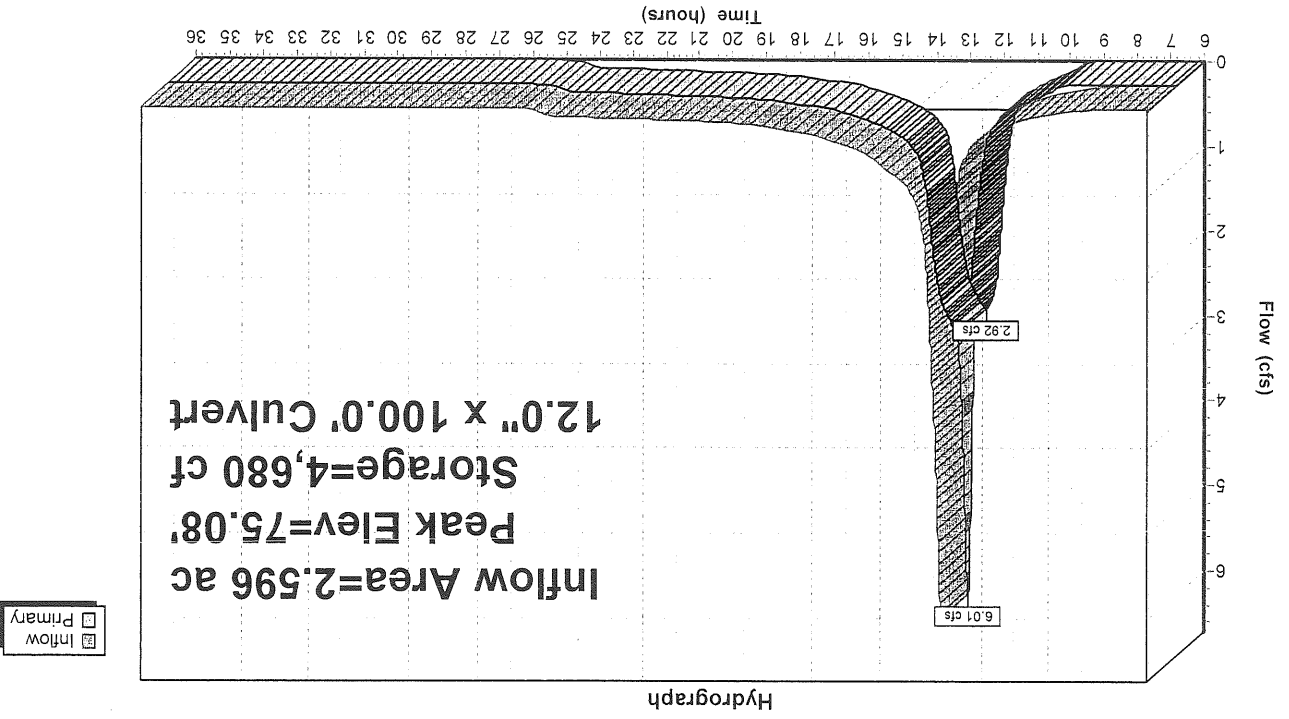 Hydrograph
Inflow
Primary
6.01 cfs
Inflow Area=2.596 ac
Peak Elev=75.08'
Storage=4,680 cf
12.0" x 100.0' Culvert
2.92 cfs
Flow (cfs)
6
5
4
3
2
1
0
6 7 8 9 10 11 12 13 14 15 16 17 18 19 20 21 22 23 24 25 26 27 28 29 30 31 32 33 34 35 36
Time (hours)